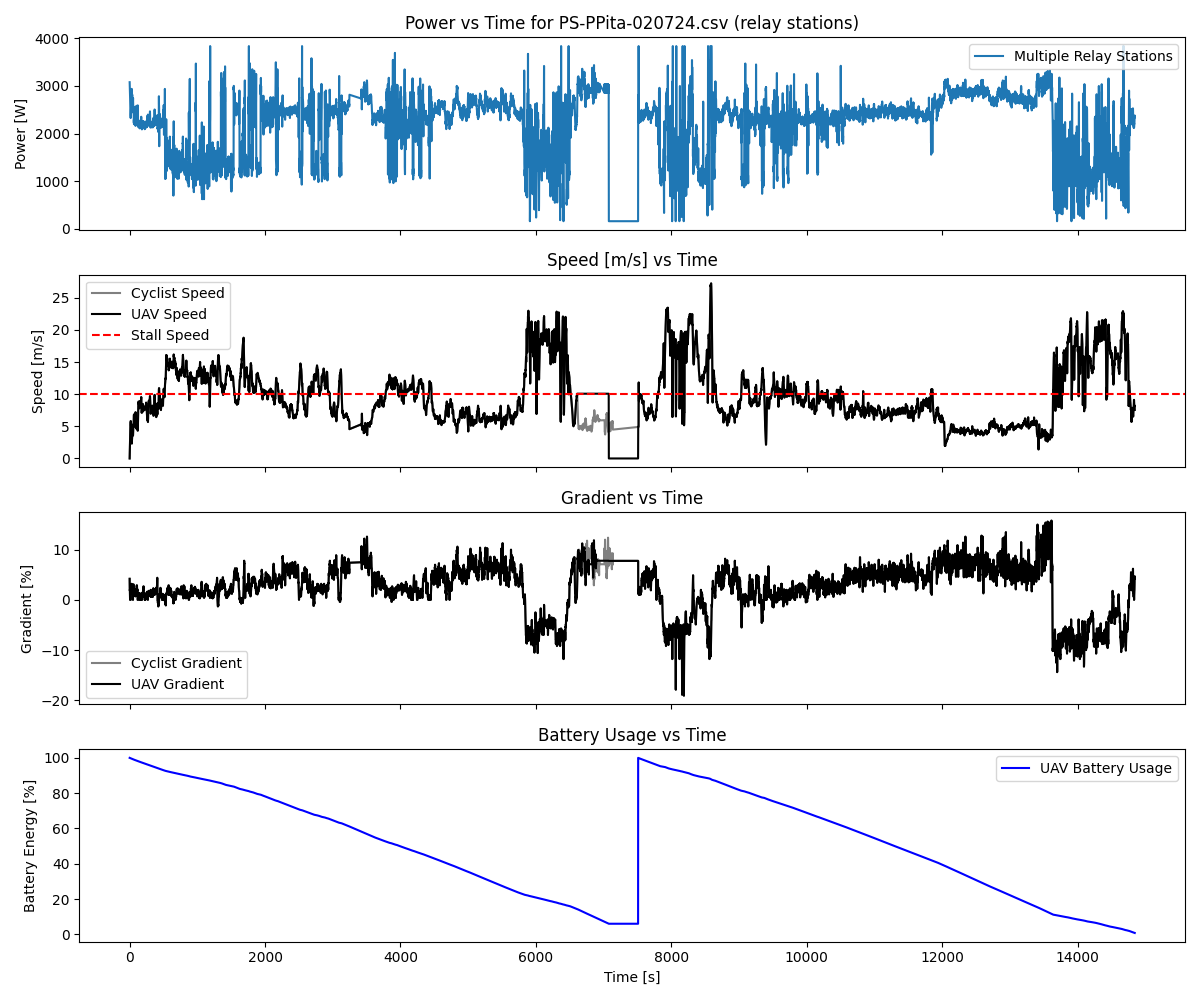 Power vs Time for PS-PPita-020724.csv (relay stations)
Power [W]
4000
3000
2000
1000
0
Multiple Relay Stations
Speed [m/s] vs Time
Speed [m/s]
25
20
15
10
5
0
Cyclist Speed
UAV Speed
Stall Speed
Gradient vs Time
Gradient [%]
10
0
−10
−20
Cyclist Gradient
UAV Gradient
Battery Usage vs Time
Battery Energy [%]
100
80
60
40
20
0
UAV Battery Usage
0 2000 4000 6000 8000 10000 12000 14000
Time [s]